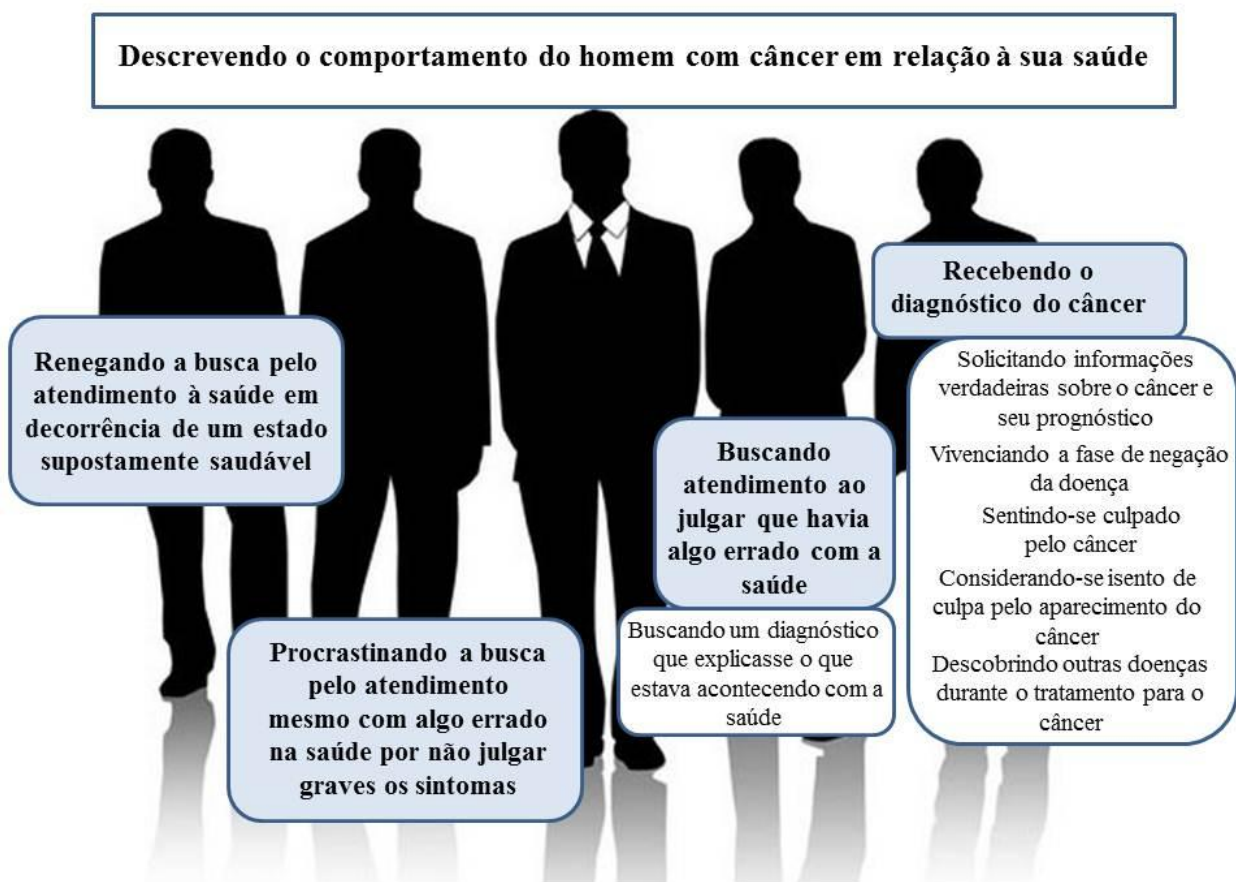 Descrevendo o comportamento do homem com câncer em relação à sua saúde
Renegando a busca pelo
atendimento à saúde em
decorrência de um estado
supostamente saudável
Procrastinando a busca
pelo atendimento
mesmo com algo errado
na saúde por não julgar
graves os sintomas
Buscando
atendimento ao
julgar que havia
algo errado com a
saúde
Buscando um diagnóstico
que explicasse o que
estava acontecendo com a
saúde
Recebendo o
diagnóstico do câncer
Solicitando informações
verdadeiras sobre o câncer e
seu prognóstico
Vivenciando a fase de negação
da doença
Sentindo-se culpado
pelo câncer
Considerando-se isento de
culpa pelo aparecimento do
câncer
Descobrindo outras doenças
durante o tratamento para o
câncer